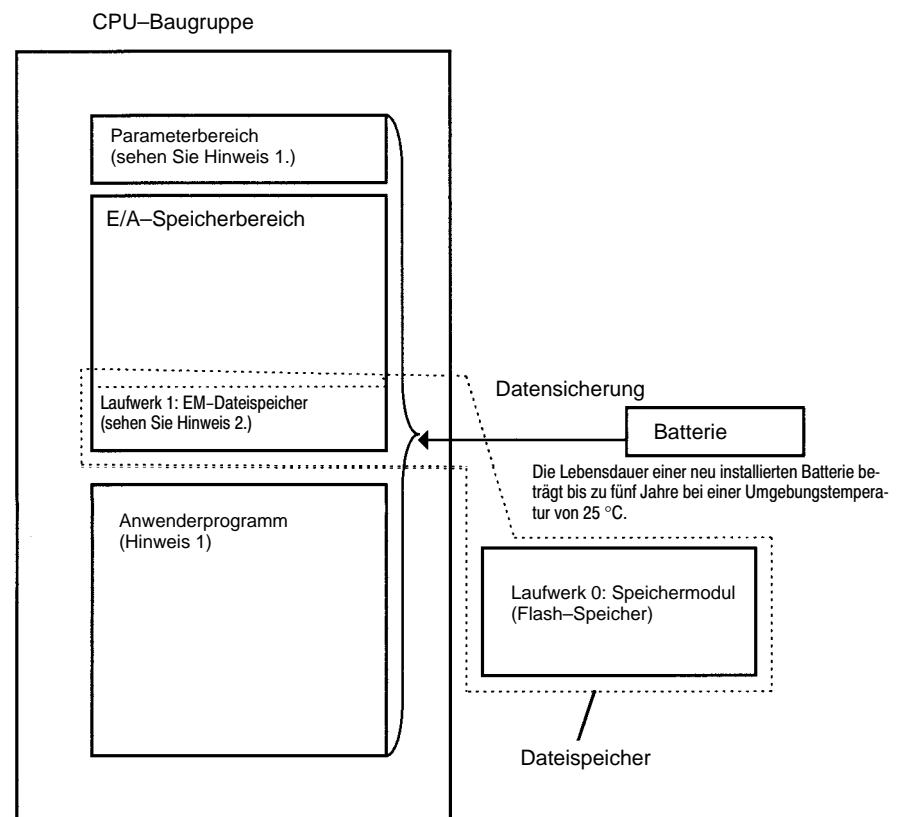 CPU–Baugruppe
Parameterbereich
(sehen Sie Hinweis 1.)
E/A–Speicherbereich
Laufwerk 1: EM–Dateispeicher
(sehen Sie Hinweis 2.)
Datensicherung
Batterie
Die Lebensdauer einer neu installierten Batterie be-
trägt bis zu fünf Jahre bei einer Umgebungstempera-
tur von 25 °C.
Anwenderprogramm
(Hinweis 1)
Laufwerk 0: Speichermodul
(Flash–Speicher)
Dateispeicher